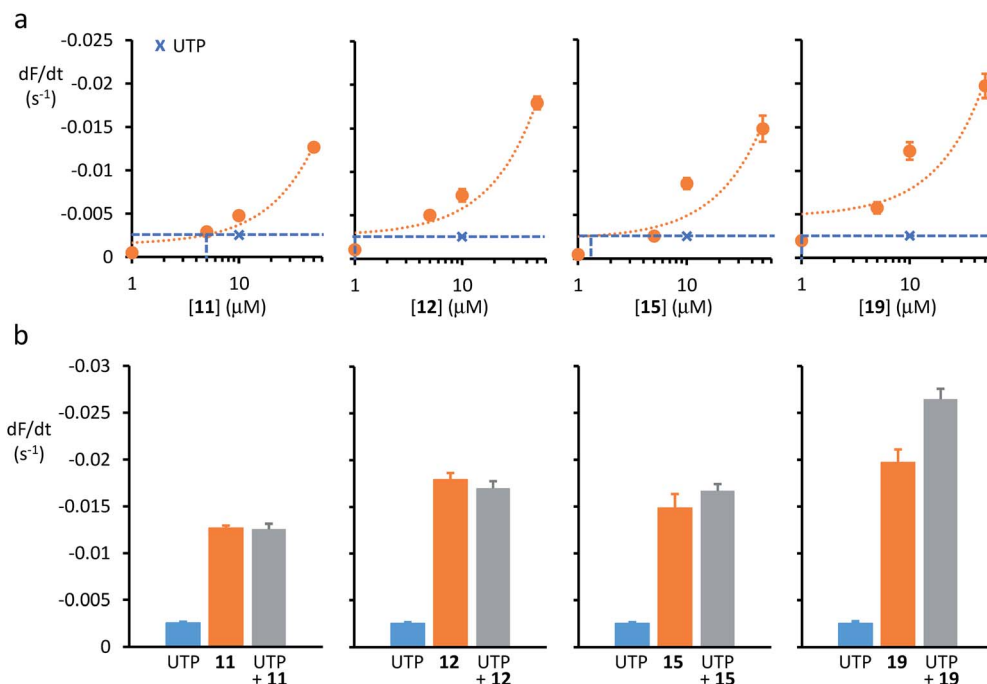 a
× UTP
-0.025
-0.02
-0.015
-0.01
-0.005
0
dF/dt
(s-1)
1 10
1 10
1 10
1 10
[11] (μM)
[12] (μM)
[15] (μM)
[19] (μM)
b
-0.03
-0.025
-0.02
-0.015
-0.01
-0.005
0
dF/dt
(s-1)
UTP 11 UTP
+ 11
UTP 12 UTP
+ 12
UTP 15 UTP
+ 15
UTP 19 UTP
+ 19